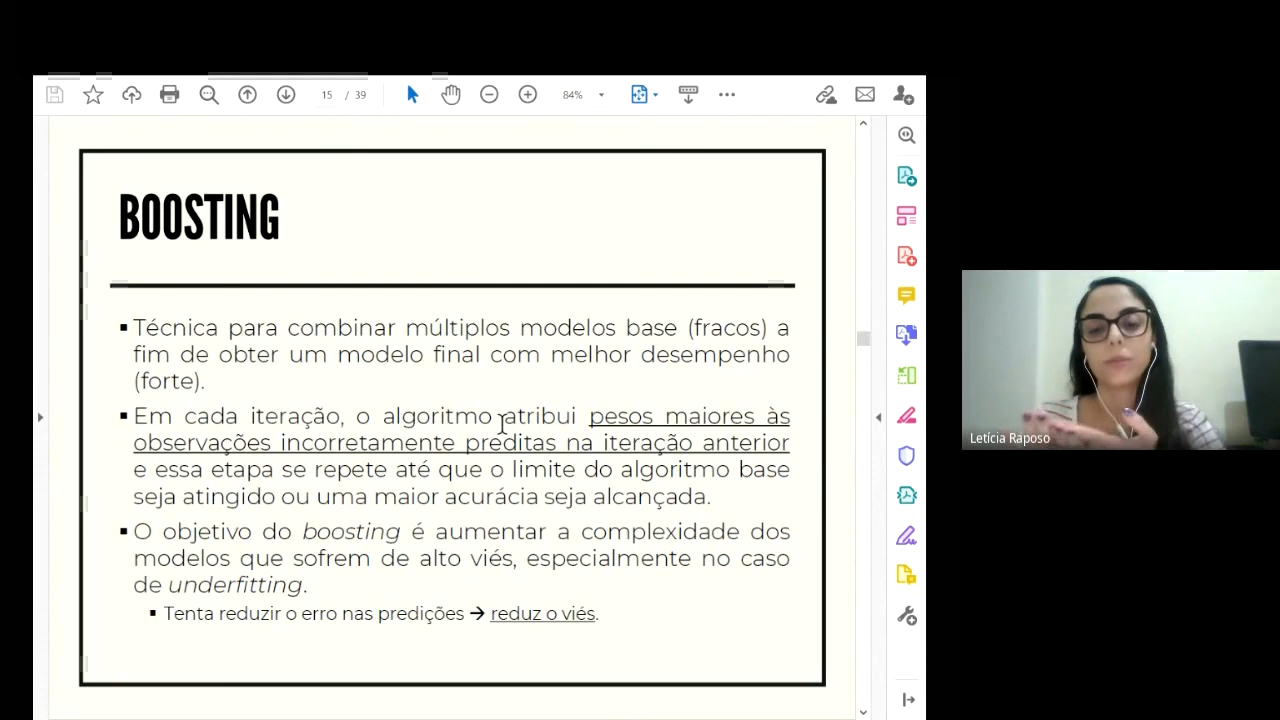 15 / 39
84%
BOOSTING
▪ Técnica para combinar múltiplos modelos base (fracos) a
fim de obter um modelo final com melhor desempenho
(forte).
▪ Em cada iteração, o algoritmo atribui pesos maiores às
observações incorretamente preditas na iteração anterior
e essa etapa se repete até que o limite do algoritmo base
seja atingido ou uma maior acurácia seja alcançada.
▪ O objetivo do boosting é aumentar a complexidade dos
modelos que sofrem de alto viés, especialmente no caso
de underfitting.
▪ Tenta reduzir o erro nas predições → reduz o viés.
Letícia Raposo